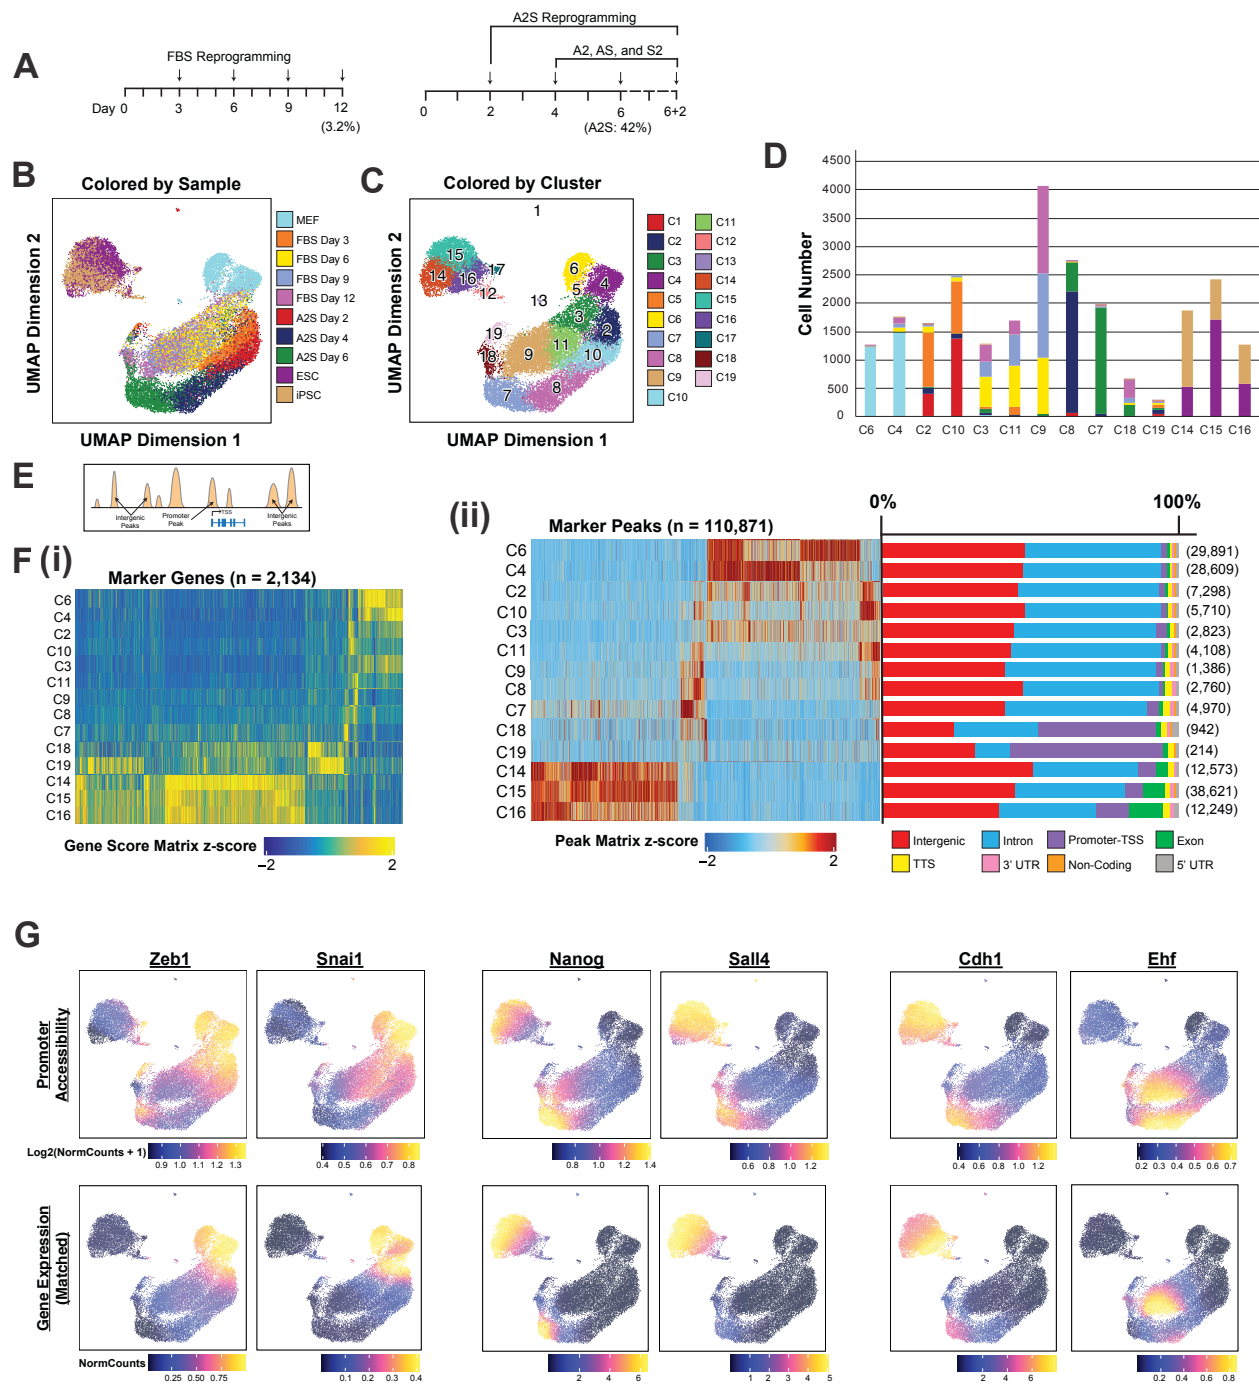 A
FBS Reprogramming
Day 0 3 6 9 12
(3.2%)
A2S Reprogramming
A2, AS, and S2
0 2 4 6 6+2
(A2S: 42%)
B
Colored by Sample
UMAP Dimension 2
UMAP Dimension 1
MEF
FBS Day 3
FBS Day 6
FBS Day 9
FBS Day 12
A2S Day 2
A2S Day 4
A2S Day 6
ESC
iPSC
C
Colored by Cluster
UMAP Dimension 2
UMAP Dimension 1
1
15
14
16
17
12
13
6
5
4
3
2
19
18
9
11
10
7
8
C1 C11
C2 C12
C3 C13
C4 C14
C5 C15
C6 C16
C7 C17
C8 C18
C9 C19
C10
D
Cell Number
4500
4000
3500
3000
2500
2000
1500
1000
500
0
C6 C4 C2 C10 C3 C11 C9 C8 C7 C18 C19 C14 C15 C16
E
Intergenic Peaks
Promoter Peak
TSS
Intergenic Peaks
F (i)
Marker Genes (n = 2,134)
C6
C4
C2
C10
C3
C11
C9
C8
C7
C18
C19
C14
C15
C16
Gene Score Matrix z-score
−2 2
(ii)
Marker Peaks (n = 110,871)
0% 100%
C6 (29,891)
C4 (28,609)
C2 (7,298)
C10 (5,710)
C3 (2,823)
C11 (4,108)
C9 (1,386)
C8 (2,760)
C7 (4,970)
C18 (942)
C19 (214)
C14 (12,573)
C15 (38,621)
C16 (12,249)
Peak Matrix z-score
−2 2
Intergenic Intron Promoter-TSS Exon
TTS 3' UTR Non-Coding 5' UTR
G
Zeb1 Snai1 Nanog Sall4 Cdh1 Ehf
Promoter Accessibility
Log2(NormCounts + 1)
0.9 1.0 1.1 1.2 1.3
0.4 0.5 0.6 0.7 0.8
0.8 1.0 1.2 1.4
0.6 0.8 1.0 1.2
0.4 0.6 0.8 1.0 1.2
0.2 0.3 0.4 0.5 0.6 0.7
Gene Expression (Matched)
NormCounts
0.25 0.50 0.75
0.1 0.2 0.3 0.4
2 4 6
1 2 3 4 5
2 4 6
0.2 0.4 0.6 0.8